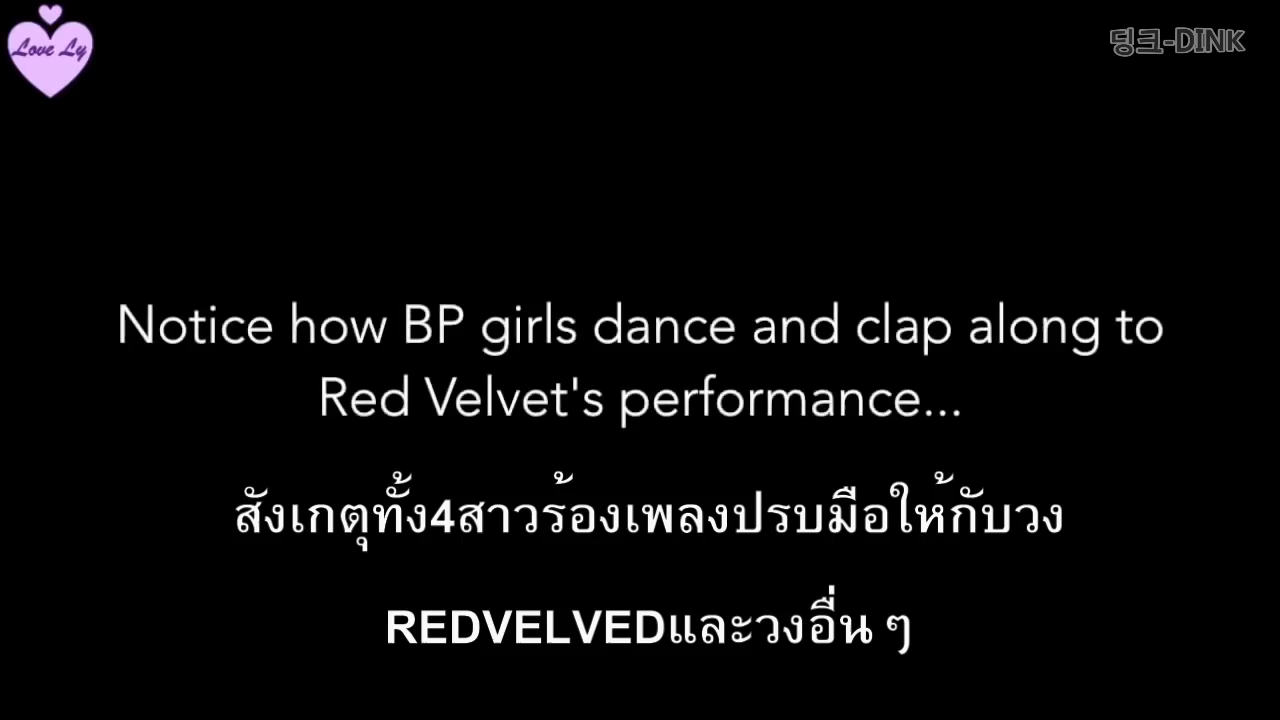 Love Ly
딩크-DINK
Notice how BP girls dance and clap along to
Red Velvet's performance...
สังเกตุทั้ง4สาวร้องเพลงปรบมือให้กับวง
REDVELVEDและวงอื่น ๆ